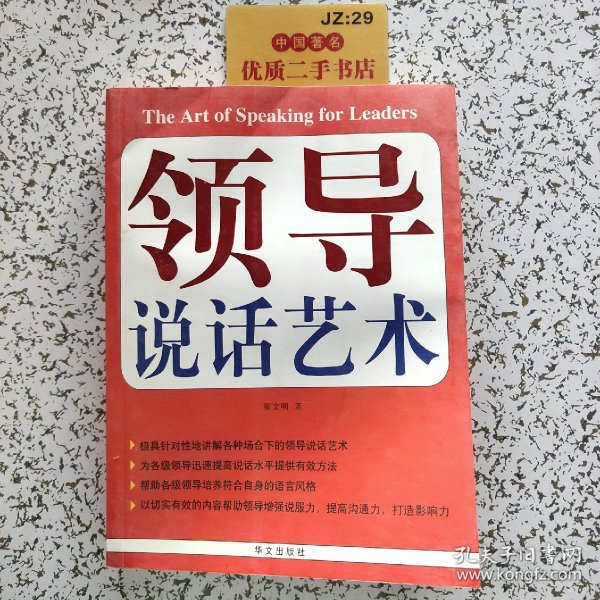 JZ:29
中国著名
优质二手书店
The Art of Speaking for Leaders
领导
说话艺术
翟文明 著
极具针对性地讲解各种场合下的领导说话艺术
为各级领导迅速提高说话水平提供有效方法
帮助各级领导培养符合自身的语言风格
以切实有效的内容帮助领导增强说服力，提高沟通力，打造影响力
华文出版社
孔夫子旧书网
www.kongfz.com